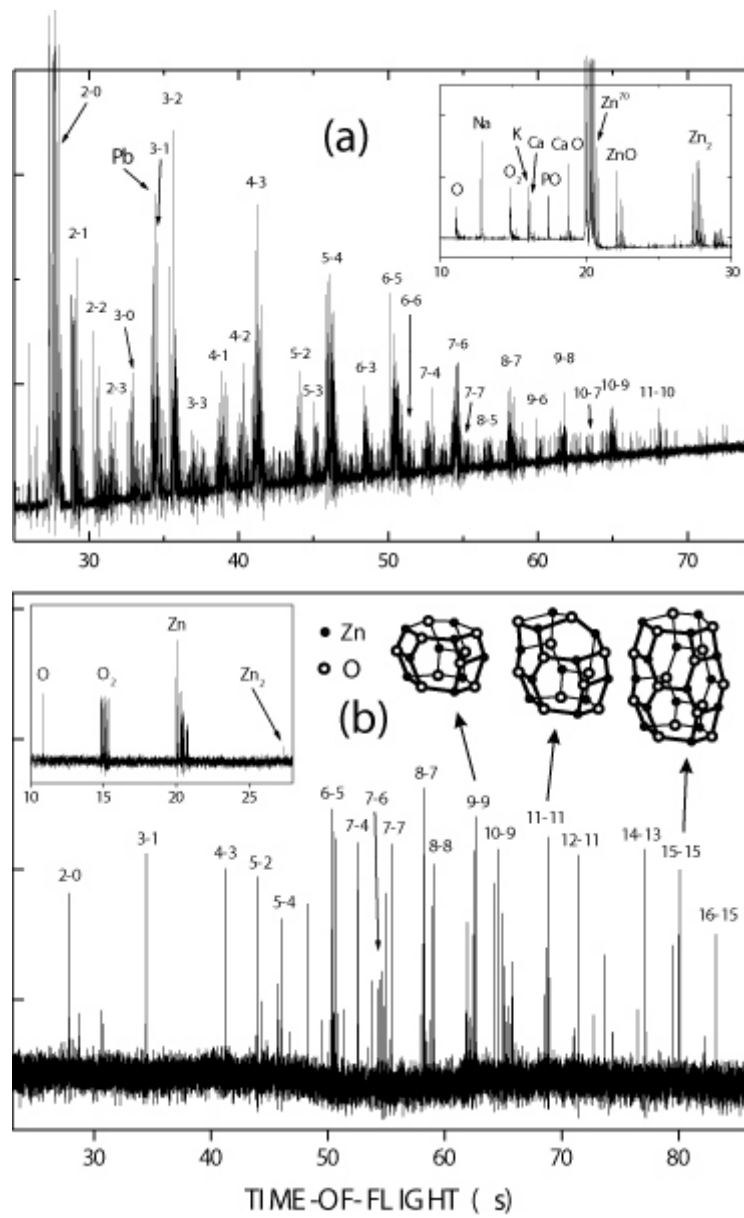 (a)
2-0
Pb
3-1
3-2
2-1
2-2
3-0
2-3
3-3
4-1
4-2
4-3
5-2
5-3
5-4
6-3
6-5
6-6
7-4
7-6
7-7
8-5
8-7
9-6
9-8
10-7
10-9
11-10
30 40 50 60 70
O
Na
O2
K
Ca
PO
Ca O
Zn70
ZnO
Zn2
10 20 30
(b)
O
O2
Zn
Zn2
10 15 20 25
Zn
O
2-0
3-1
4-3
5-2
5-4
6-5
7-4
7-6
7-7
8-7
8-8
9-9
10-9
11-11
12-11
14-13
15-15
16-15
30 40 50 60 70 80
TIME-OF-FLIGHT ( s)